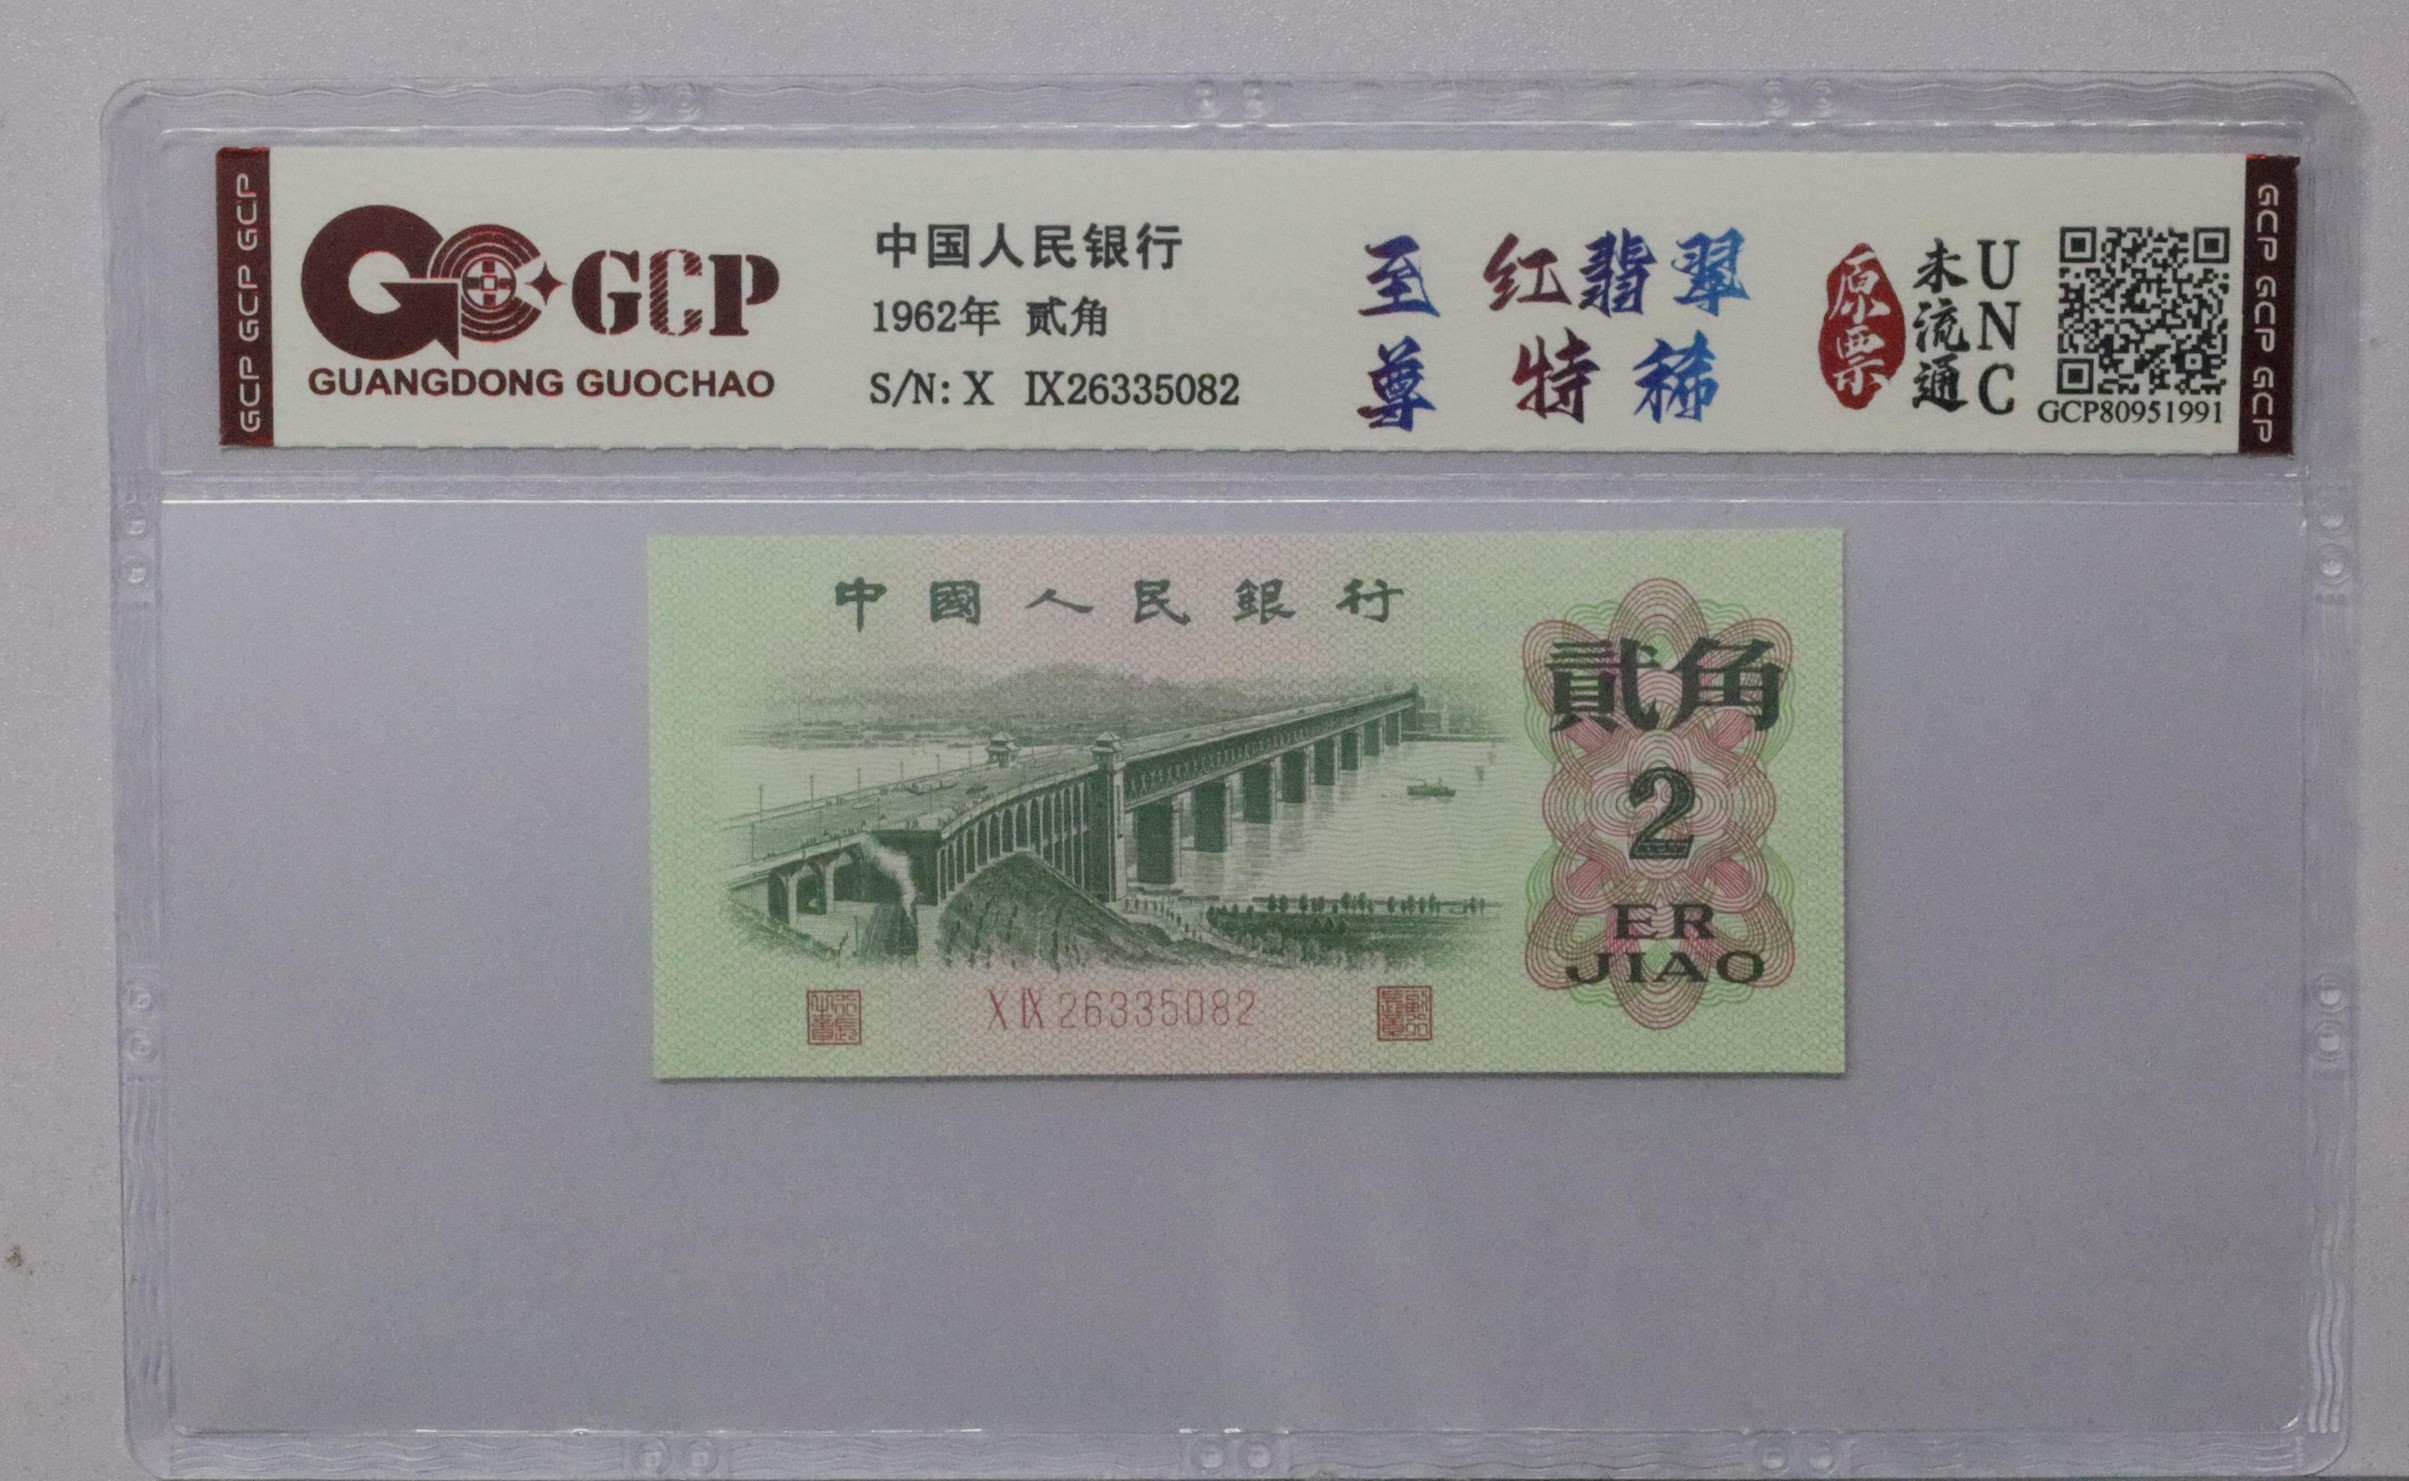 GCP GCP GCP
GCP
GUANGDONG GUOCHAO
中国人民银行
1962年 贰角
S/N: X IX26335082
至尊
红翡翠
特稀
原票
未流通
UNC
GCP80951991
GCP GCP GCP
中國人民銀行
貳角
2
ER
JIAO
X IX 26335082